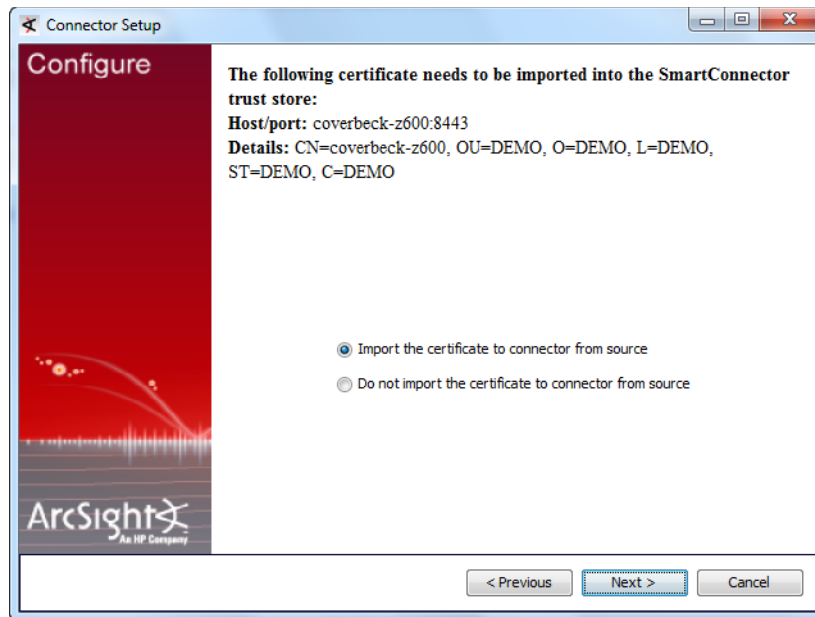 Connector Setup
Configure
The following certificate needs to be imported into the SmartConnector
trust store:
Host/port: coverbeck-z600:8443
Details: CN=coverbeck-z600, OU=DEMO, O=DEMO, L=DEMO,
ST=DEMO, C=DEMO
Import the certificate to connector from source
Do not import the certificate to connector from source
ArcSight
An HP Company
< Previous
Next >
Cancel